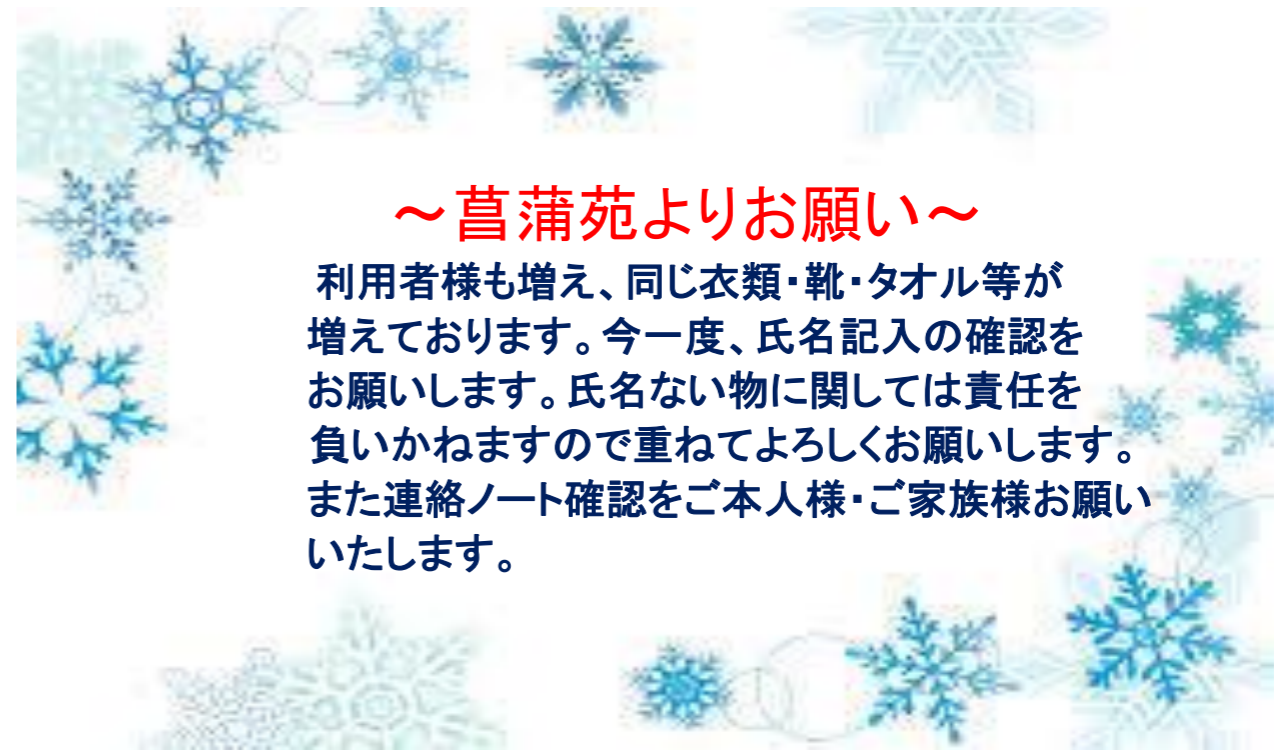 ～菖蒲苑よりお願い～
利用者様も増え、同じ衣類・靴・タオル等が
増えております。今一度、氏名記入の確認を
お願いします。氏名ない物に関しては責任を
負いかねますので重ねてよろしくお願いします。
また連絡ノート確認をご本人様・ご家族様お願い
いたします。